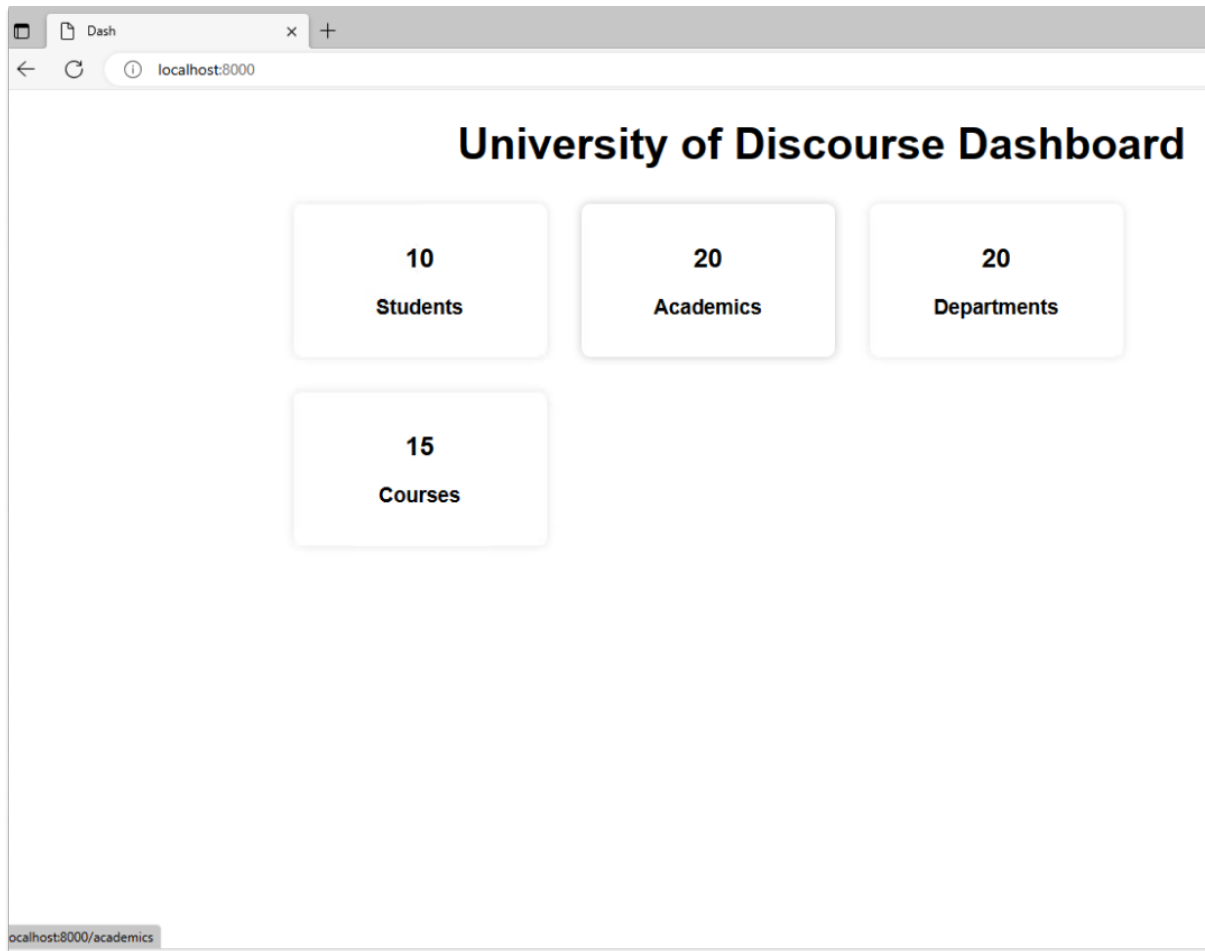 Dash
localhost:8000
University of Discourse Dashboard
10
Students
20
Academics
20
Departments
15
Courses
ocalhost:8000/academics